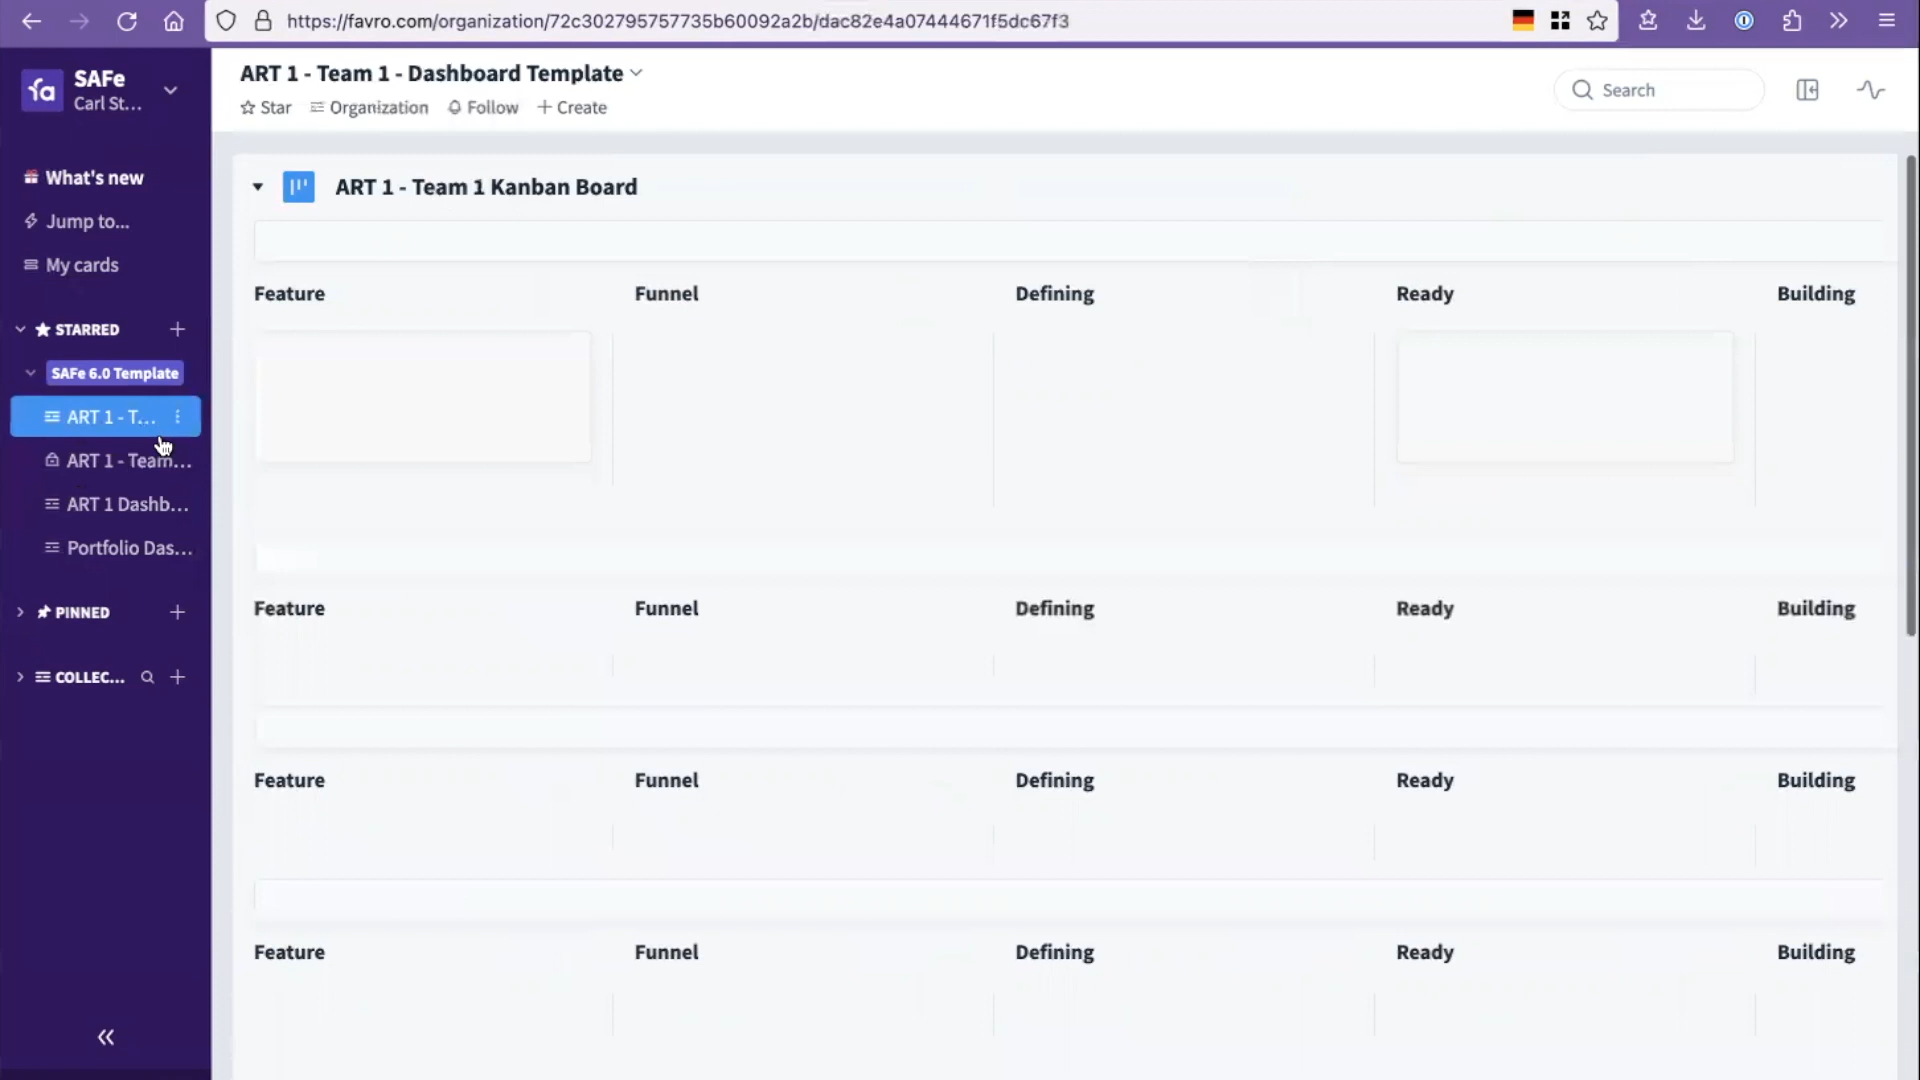 https://favro.com/organization/72c302795757735b60092a2b/dac82e4a07444671f5dc67f3
fa
SAFe
Carl St...
What's new
Jump to...
My cards
STARRED
SAFe 6.0 Template
ART 1 - T...
ART 1 - Team...
ART 1 Dashb...
Portfolio Das...
PINNED
COLLEC...
ART 1 - Team 1 - Dashboard Template
Star Organization Follow Create
Search
ART 1 - Team 1 Kanban Board
Feature Funnel Defining Ready Building
Feature Funnel Defining Ready Building
Feature Funnel Defining Ready Building
Feature Funnel Defining Ready Building